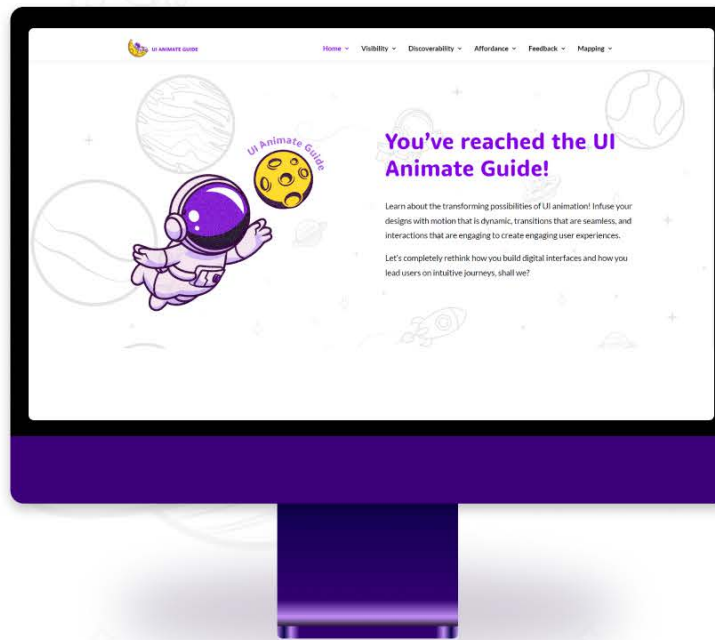 UI ANIMATE GUIDE
Home Visibility Discoverability Affordance Feedback Mapping
UI Animate Guide
You've reached the UI
Animate Guide!
Learn about the transforming possibilities of UI animation! Infuse your
designs with motion that is dynamic, transitions that are seamless, and
interactions that are engaging to create engaging user experiences.
Let's completely rethink how you build digital interfaces and how you
lead users on intuitive journeys, shall we?